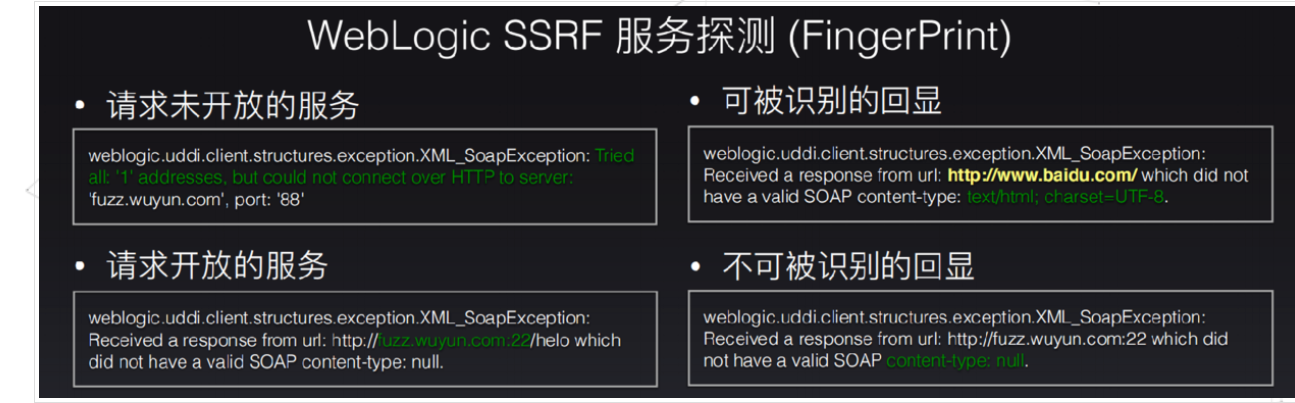 WebLogic SSRF 服务探测 (FingerPrint)
• 请求未开放的服务
weblogic.uddi.client.structures.exception.XML_SoapException: Tried
all: '1' addresses, but could not connect over HTTP to server:
'fuzz.wuyun.com', port: '88'
• 请求开放的服务
weblogic.uddi.client.structures.exception.XML_SoapException:
Received a response from url: http://fuzz.wuyun.com:22/helo which
did not have a valid SOAP content-type: null.
• 可被识别的回显
weblogic.uddi.client.structures.exception.XML_SoapException:
Received a response from url: http://www.baidu.com/ which did not
have a valid SOAP content-type: text/html; charset=UTF-8.
• 不可被识别的回显
weblogic.uddi.client.structures.exception.XML_SoapException:
Received a response from url: http://fuzz.wuyun.com:22 which did
not have a valid SOAP content-type: null.